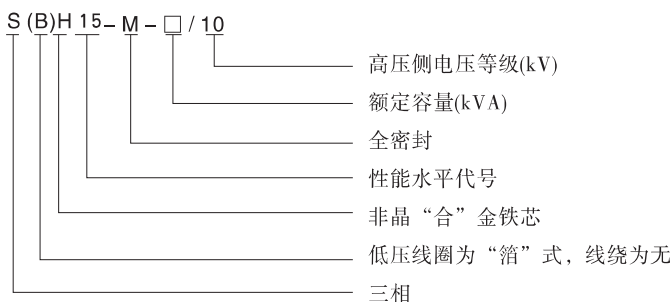 S(B)H15-M-□/10
高压侧电压等级(kV)
额定容量(kVA)
全密封
性能水平代号
非晶“合”金铁芯
低压线圈为“箔”式，线绕为无
三相